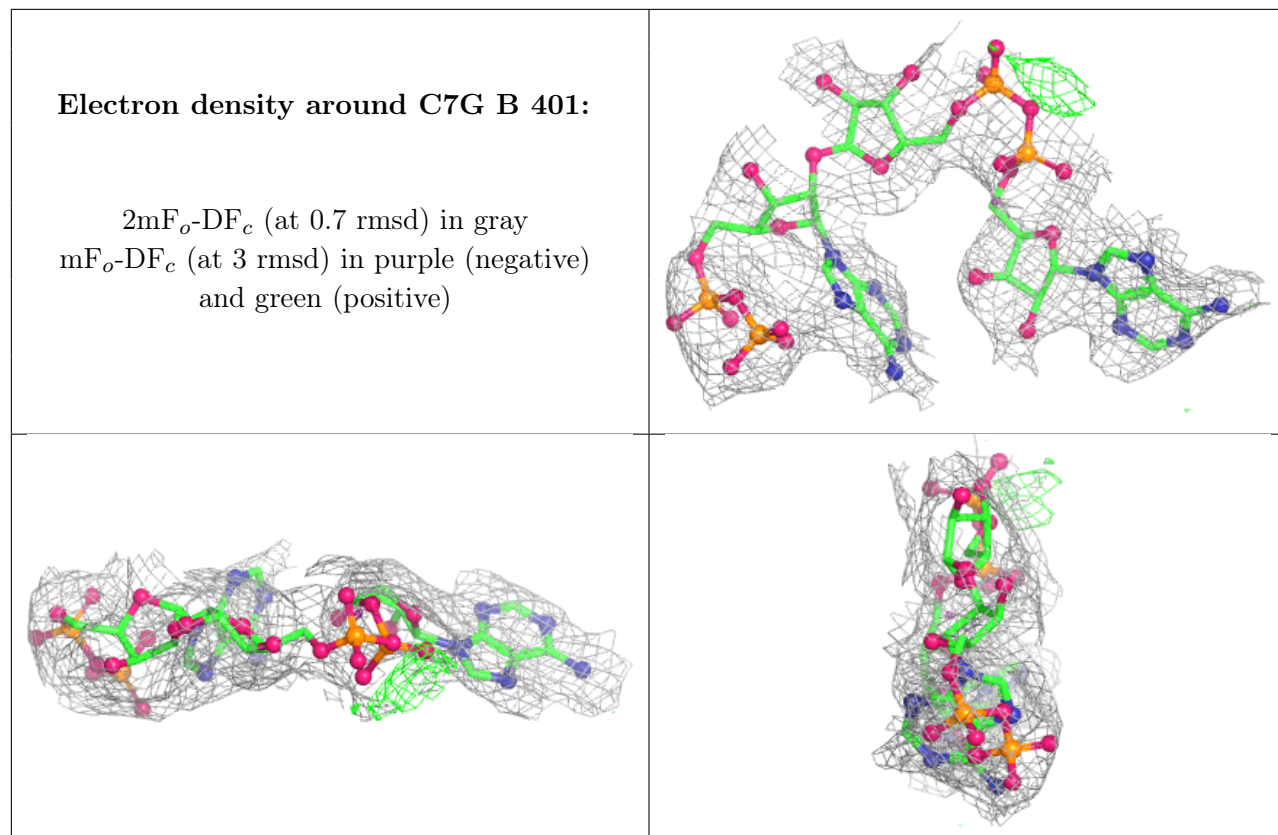 Electron density around C7G B 401:
2mFo-DFc (at 0.7 rmsd) in gray
mFo-DFc (at 3 rmsd) in purple (negative)
and green (positive)